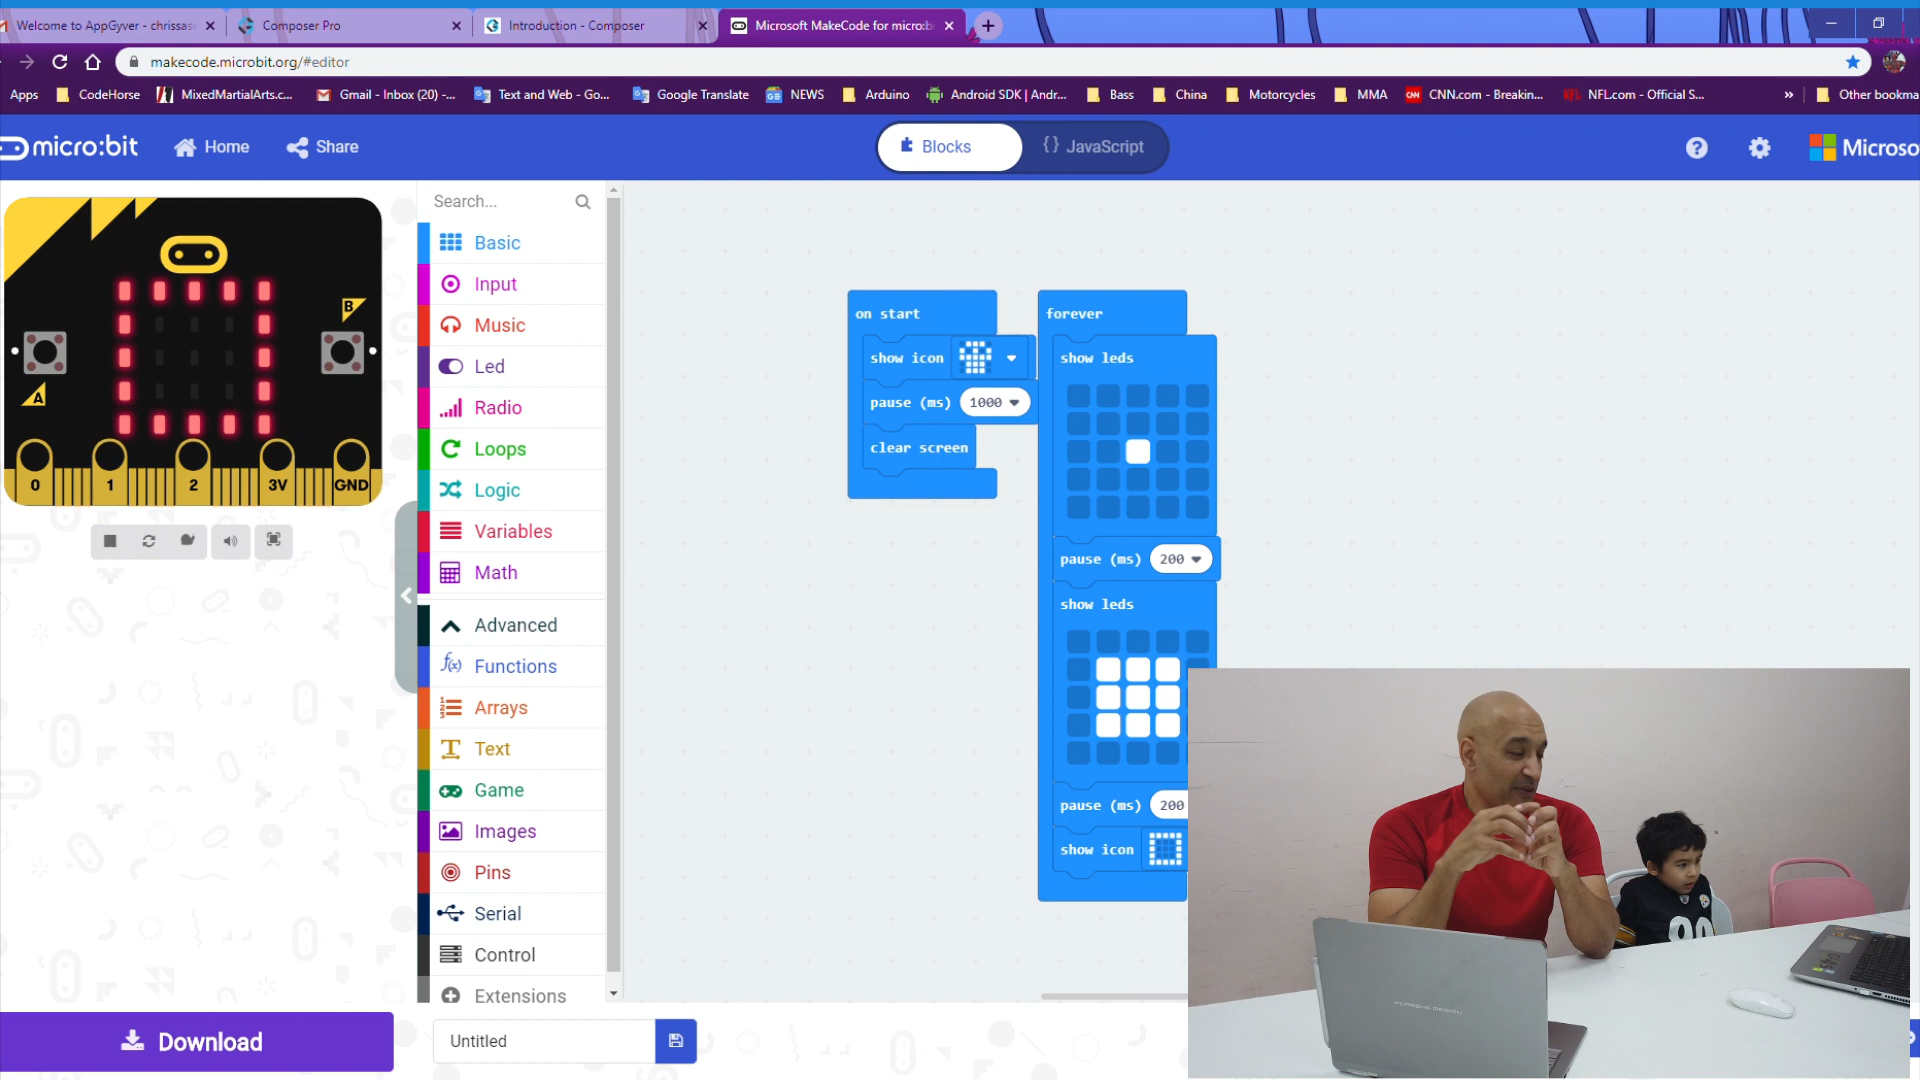 Welcome to AppGyver - chrissas
Composer Pro
Introduction - Composer
Microsoft MakeCode for micro:b
makecode.microbit.org/#editor
Apps
CodeHorse
MixedMartialArts.c...
Gmail - Inbox (20) -...
Text and Web - Go...
Google Translate
NEWS
Arduino
Android SDK | Andr...
Bass
China
Motorcycles
MMA
CNN.com - Breakin...
NFL.com - Official S...
»
Other bookma
micro:bit
Home
Share
Blocks
{} JavaScript
?
Microso
A
B
0
1
2
3V
GND
Search...
Basic
Input
Music
Led
Radio
Loops
Logic
Variables
Math
Advanced
f(x) Functions
Arrays
Text
Game
Images
Pins
Serial
Control
Extensions
on start
show icon
pause (ms) 1000
clear screen
forever
show leds
pause (ms) 200
show leds
pause (ms) 200
show icon
Download
Untitled
PORSCHE DESIGN